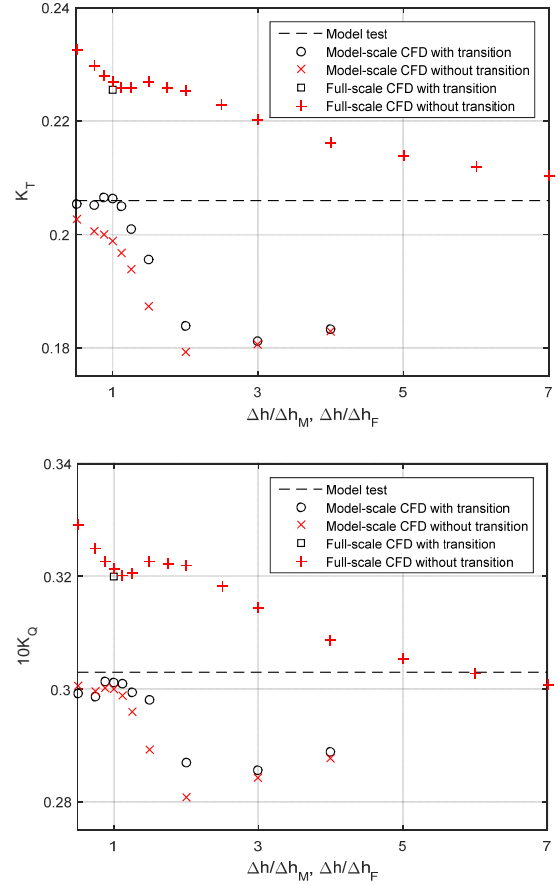 0.24
0.22
0.2
0.18
K_T
Model test
Model-scale CFD with transition
Model-scale CFD without transition
Full-scale CFD with transition
Full-scale CFD without transition
1 3 5 7
Δh/Δh_M, Δh/Δh_F
0.34
0.32
0.3
0.28
10K_Q
Model test
Model-scale CFD with transition
Model-scale CFD without transition
Full-scale CFD with transition
Full-scale CFD without transition
1 3 5 7
Δh/Δh_M, Δh/Δh_F